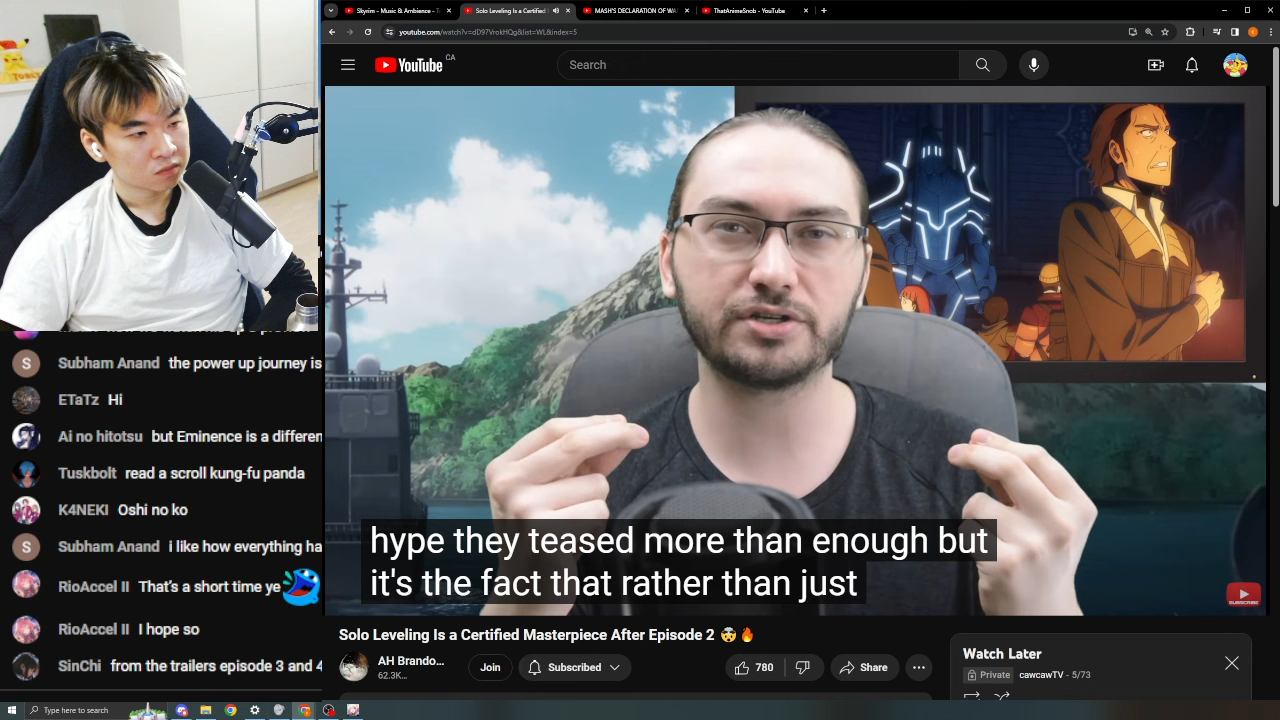 Skyrim - Music & Ambience - T
Solo Leveling Is a Certified
MASH'S DECLARATION OF WA
ThatAnimeSnob - YouTube
youtube.com/watch?v=dD97VrokHQg&list=WL&index=5
YouTube CA
Search
Subham Anand the power up journey is
ETaTz Hi
Ai no hitotsu but Eminence is a differen
Tuskbolt read a scroll kung-fu panda
K4NEKI Oshi no ko
Subham Anand i like how everything ha
RioAccel II That's a short time ye
RioAccel II I hope so
SinChi from the trailers episode 3 and 4
hype they teased more than enough but
it's the fact that rather than just
SUBSCRIBE
Solo Leveling Is a Certified Masterpiece After Episode 2 🤯🔥
AH Brando...
62.3K...
Join
Subscribed
780
Share
Watch Later
Private cawcawTV - 5/73
Type here to search